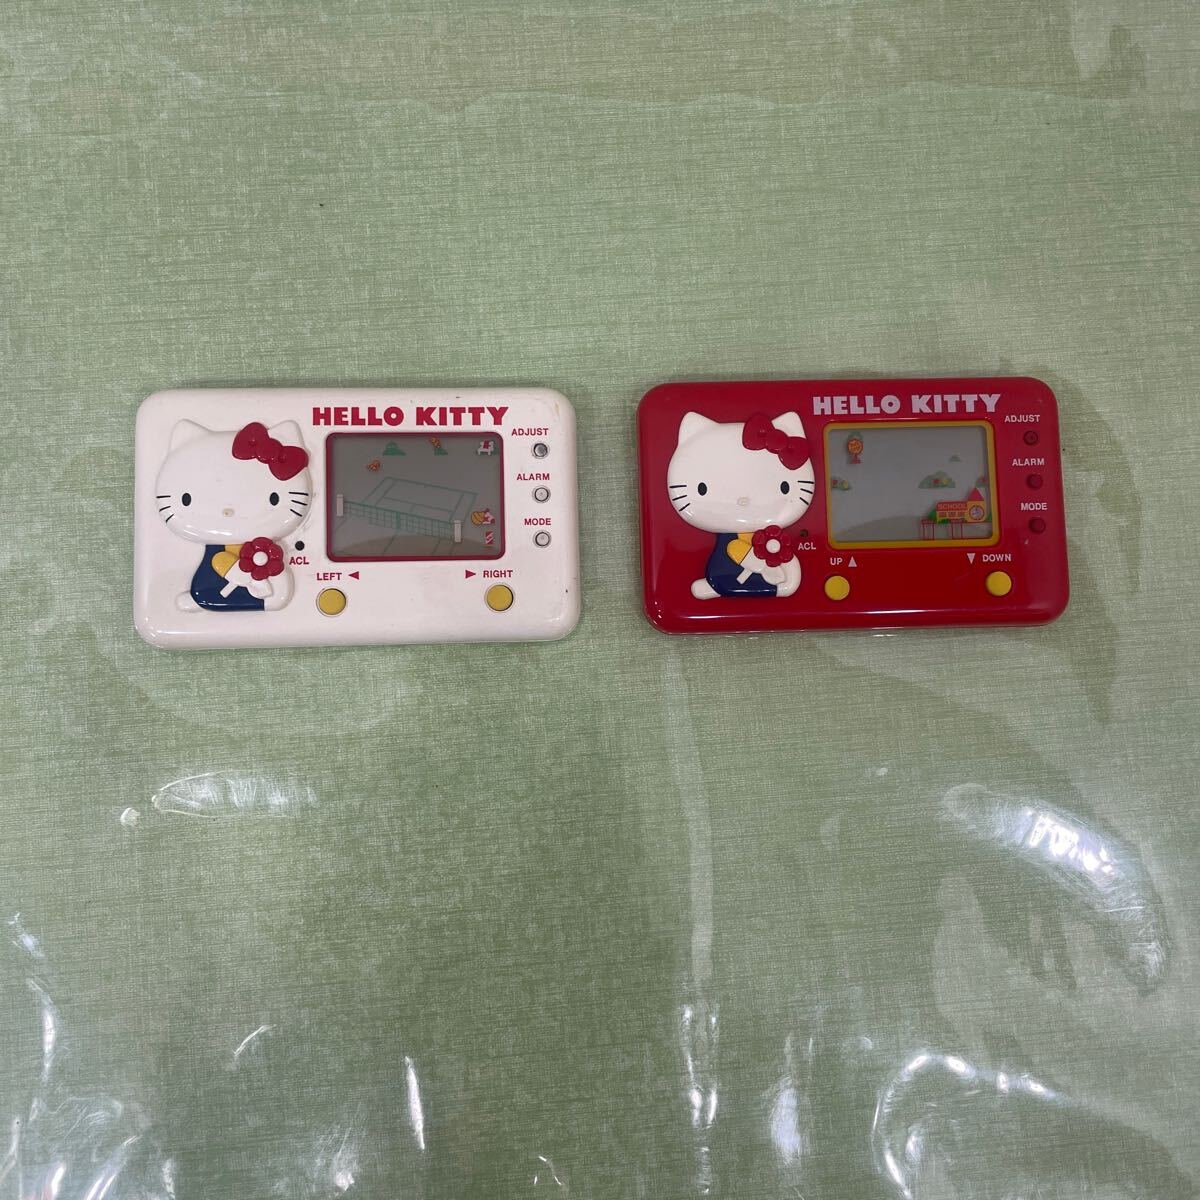 HELLO KITTY
ADJUST
ALARM
MODE
ACL
LEFT ◀
▶ RIGHT
HELLO KITTY
ADJUST
ALARM
MODE
ACL
UP ▲
▼ DOWN
SCHOOL